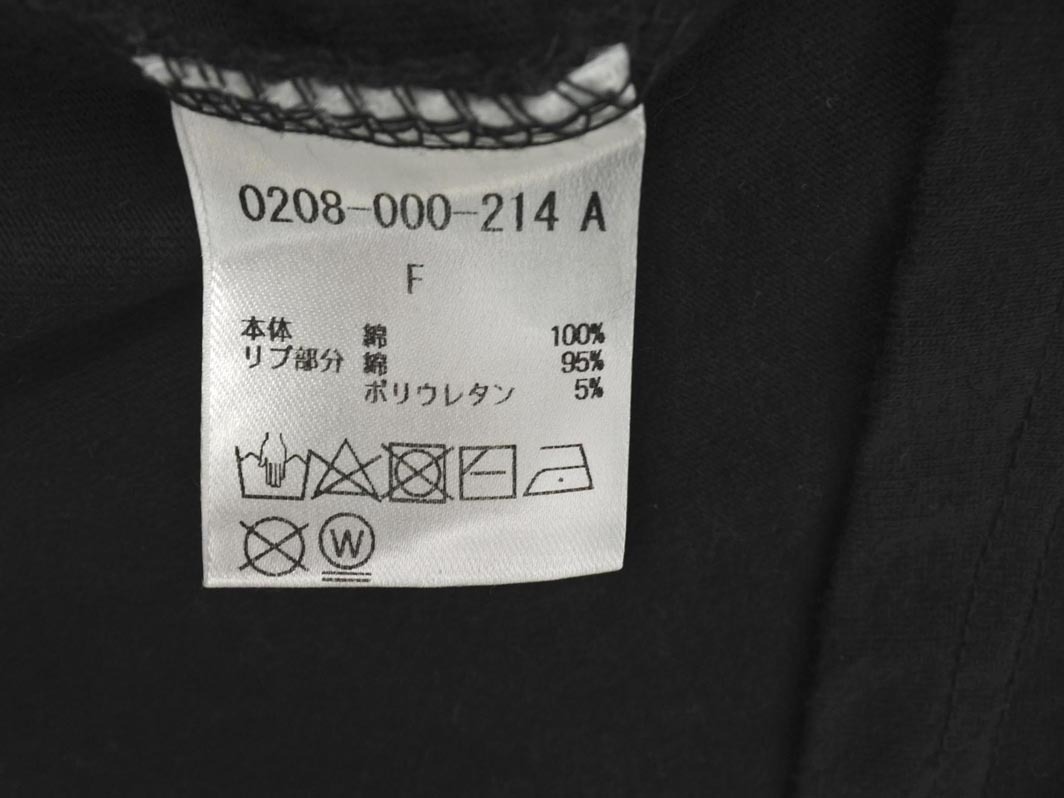 0208-000-214 A
F
本体 綿 100%
リブ部分 綿 95%
ポリウレタン 5%
W